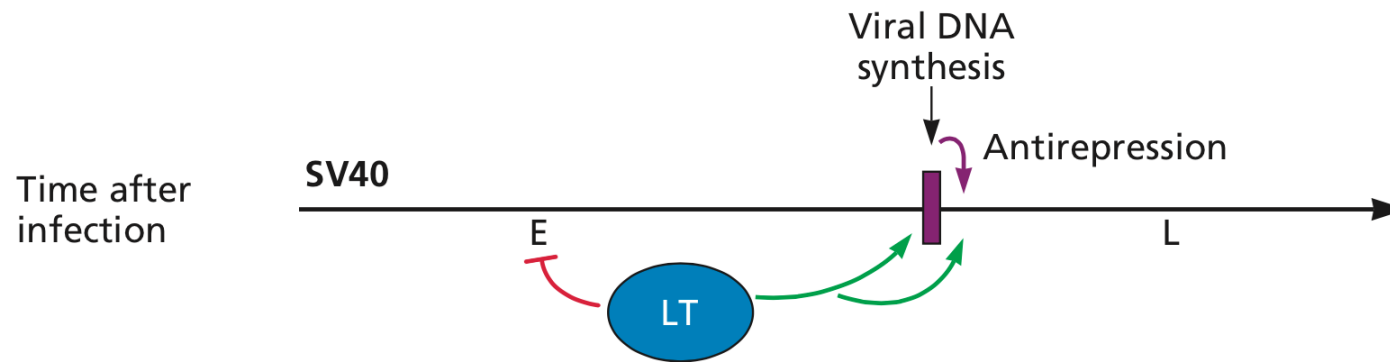 Viral DNA
synthesis
Antirepression
SV40
Time after
infection
E
L
LT